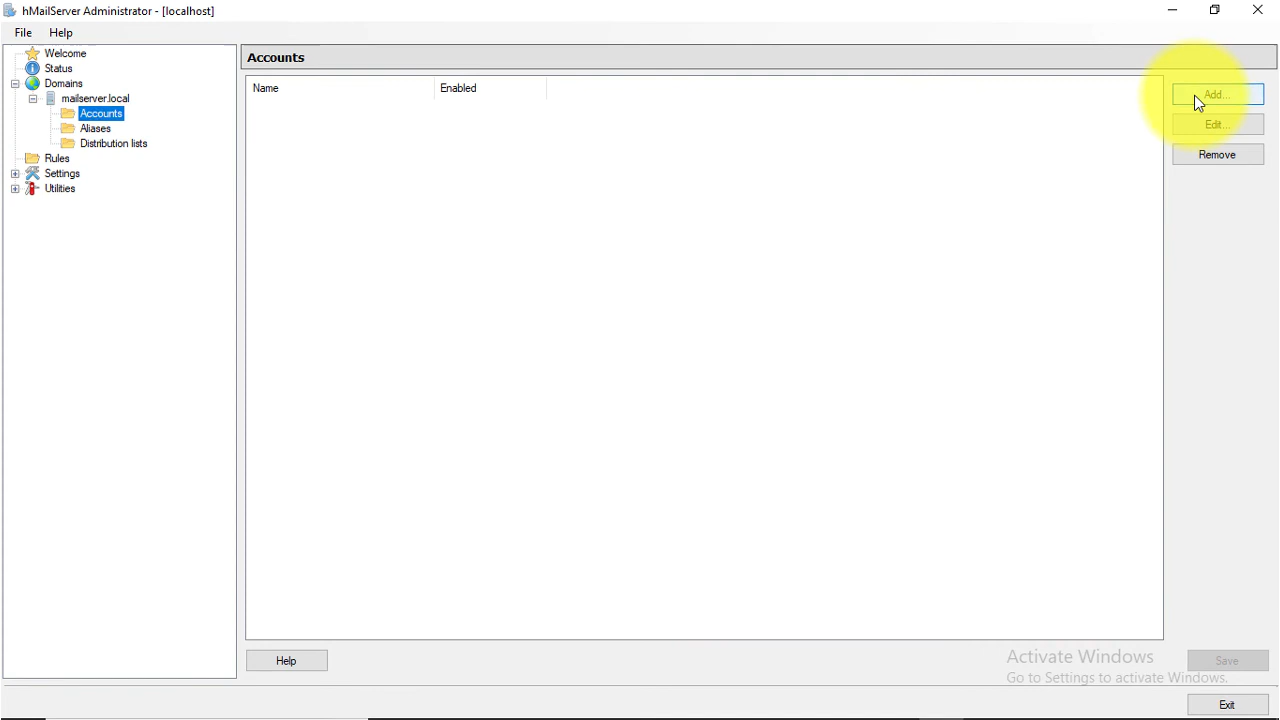 hMailServer Administrator - [localhost]
File Help
Welcome
Status
Domains
mailserver.local
Accounts
Aliases
Distribution lists
Rules
Settings
Utilities
Accounts
Name Enabled
Add...
Edit...
Remove
Help
Activate Windows
Go to Settings to activate Windows.
Save
Exit